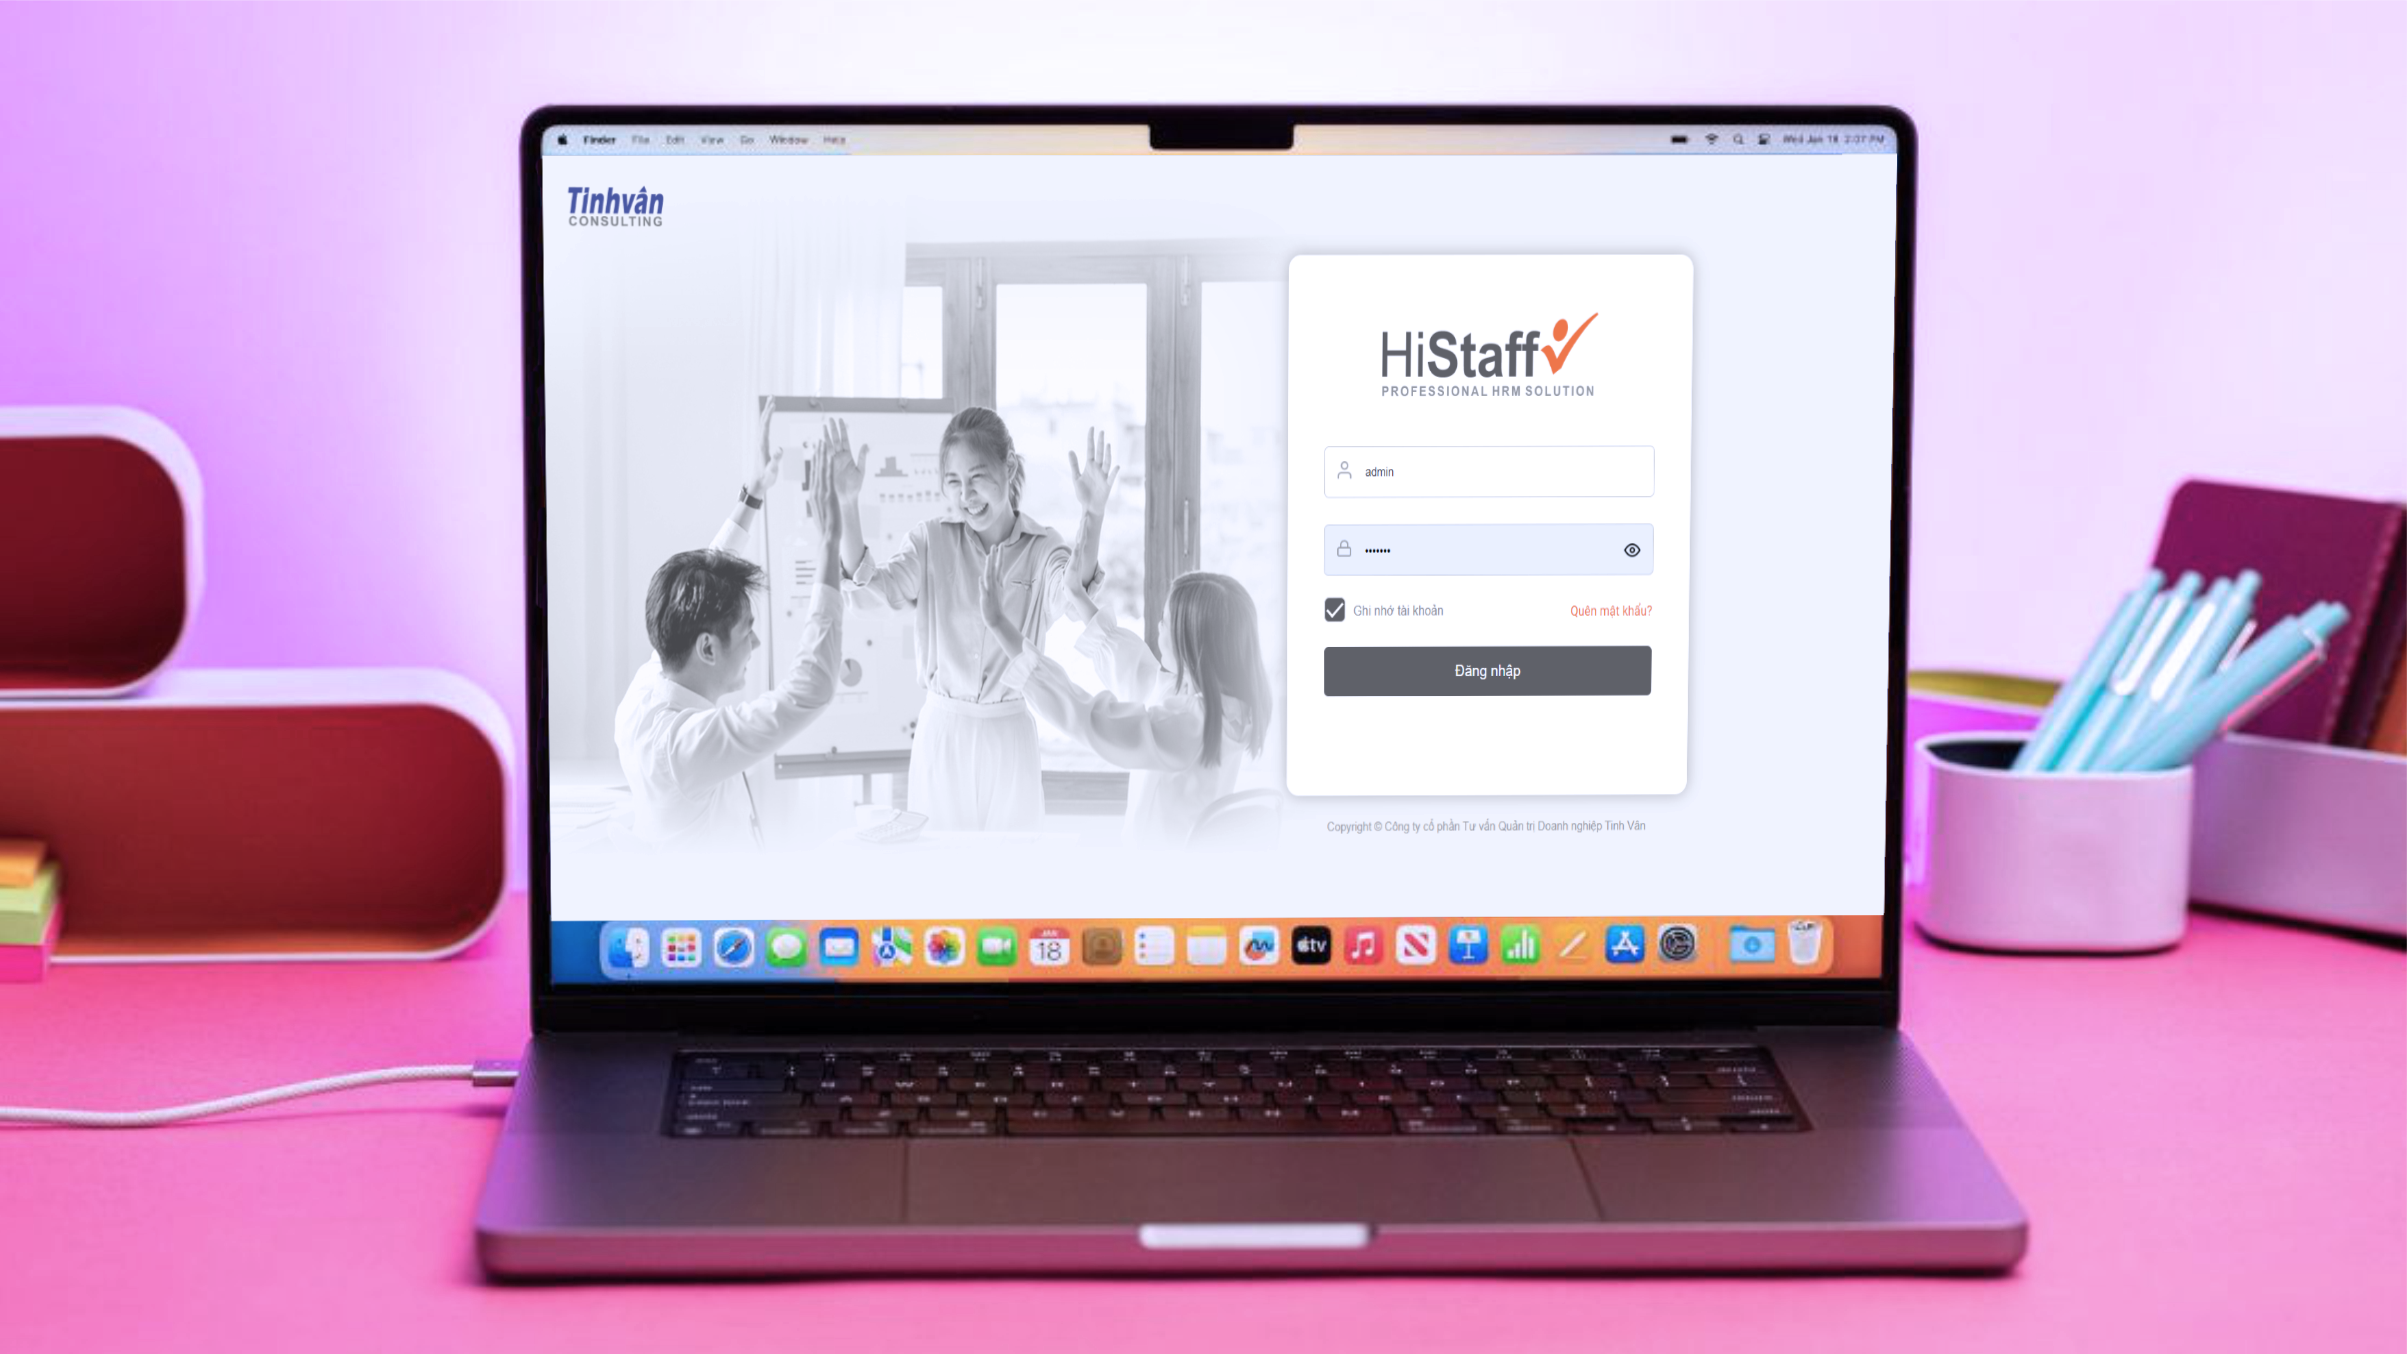 Finder File Edit View Go Window Help
Wed Jan 18 2:07 PM
Tinhvân
CONSULTING
HiStaff
PROFESSIONAL HRM SOLUTION
admin
•••••••
Ghi nhớ tài khoản
Quên mật khẩu?
Đăng nhập
Copyright © Công ty cổ phần Tư vấn Quản trị Doanh nghiệp Tinh Vân
JAN
18
tv